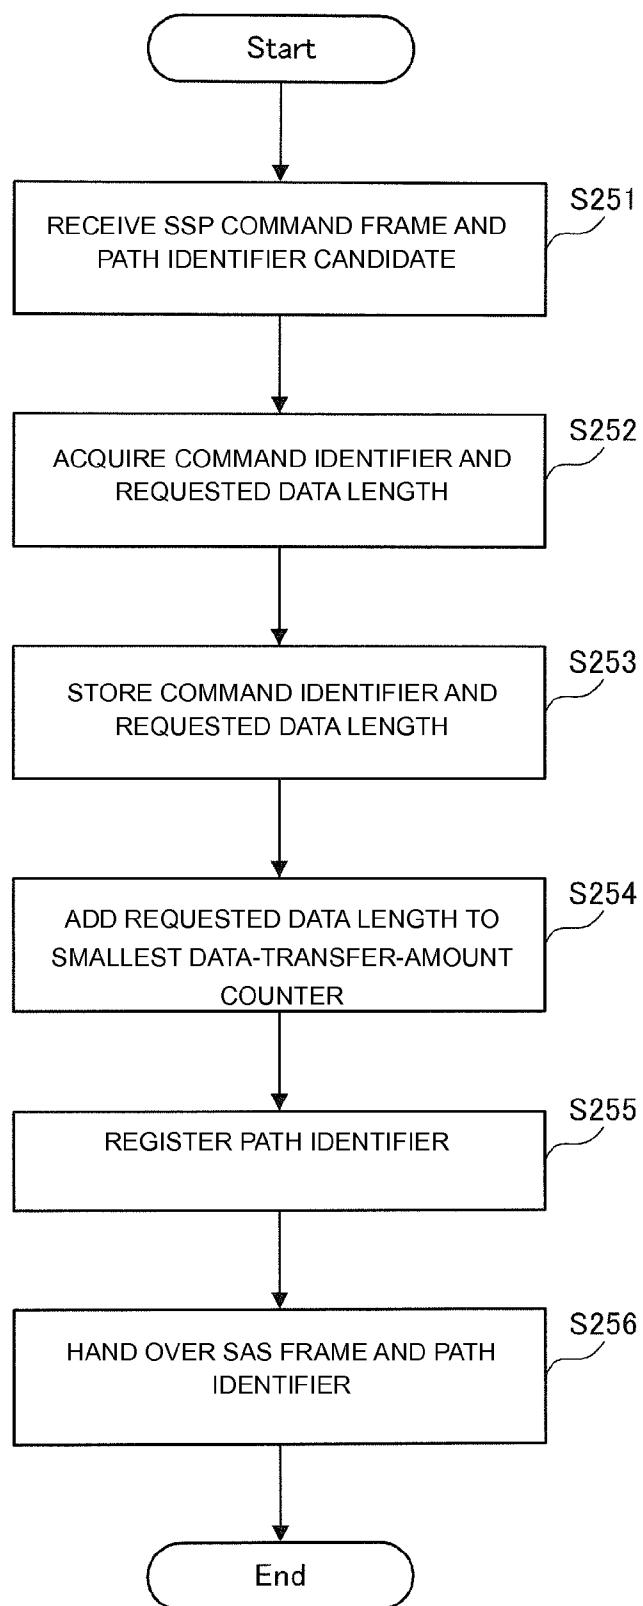 Start
S251
RECEIVE SSP COMMAND FRAME AND
PATH IDENTIFIER CANDIDATE
S252
ACQUIRE COMMAND IDENTIFIER AND
REQUESTED DATA LENGTH
S253
STORE COMMAND IDENTIFIER AND
REQUESTED DATA LENGTH
S254
ADD REQUESTED DATA LENGTH TO
SMALLEST DATA-TRANSFER-AMOUNT
COUNTER
S255
REGISTER PATH IDENTIFIER
S256
HAND OVER SAS FRAME AND PATH
IDENTIFIER
End